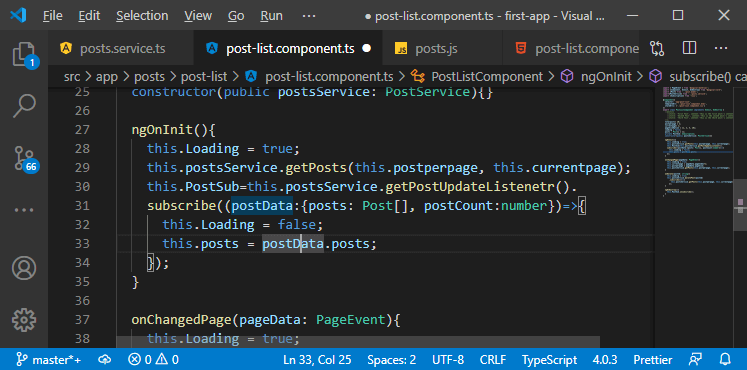 File Edit Selection View Go Run ··· ● post-list.component.ts - first-app - Visual ...
posts.service.ts post-list.component.ts ● posts.js post-list.compone
src > app > posts > post-list > post-list.component.ts > PostListComponent > ngOnInit > subscribe() ca
25 constructor(public postsService: PostService){}
26
27 ngOnInit(){
28 this.Loading = true;
29 this.postsService.getPosts(this.postperpage, this.currentpage);
30 this.PostSub=this.postsService.getPostUpdateListenetr().
31 subscribe((postData:{posts: Post[], postCount:number})=>{
32 this.Loading = false;
33 this.posts = postData.posts;
34 });
35 }
36
37 onChangedPage(pageData: PageEvent){
38 this.Loading = true;
1
66
master*+ 0 0 Ln 33, Col 25 Spaces: 2 UTF-8 CRLF TypeScript 4.0.3 Prettier